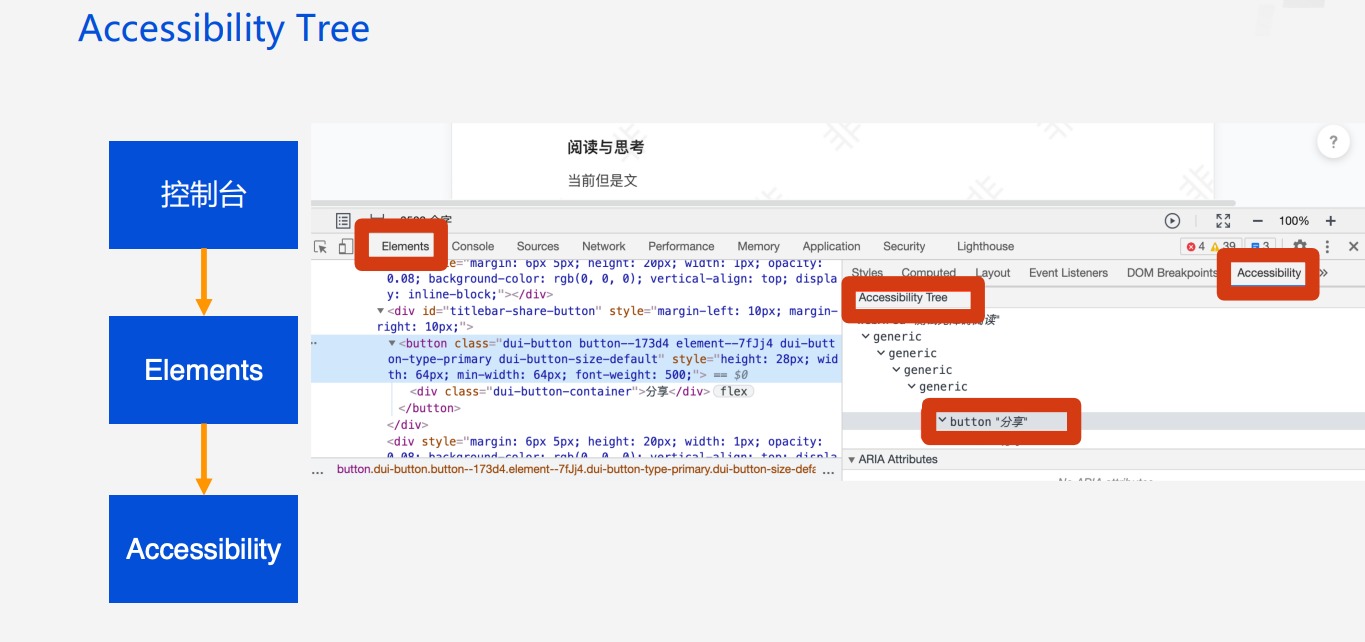 Accessibility Tree
控制台
Elements
Accessibility
阅读与思考
当前但是文
?
100%
Elements Console Sources Network Performance Memory Application Security Lighthouse 4 39 3
="margin: 6px 5px; height: 20px; width: 1px; opacity:
0.08; background-color: rgb(0, 0, 0); vertical-align: top; displa
y: inline-block;"></div>
<div id="titlebar-share-button" style="margin-left: 10px; margin-
right: 10px;">
<button class="dui-button button--173d4 element--7fJj4 dui-butt
on-type-primary dui-button-size-default" style="height: 28px; wid
th: 64px; min-width: 64px; font-weight: 500;"> == $0
<div class="dui-button-container">分享</div> flex
</button>
</div>
<div style="margin: 6px 5px; height: 20px; width: 1px; opacity:
0.08; background-color: rgb(0, 0, 0); vertical-align: top; displa
... button.dui-button.button--173d4.element--7fJj4.dui-button-type-primary.dui-button-size-defa ...
Styles Computed Layout Event Listeners DOM Breakpoints Accessibility »
Accessibility Tree
generic
generic
generic
generic
button "分享"
ARIA Attributes
No ARIA attributes